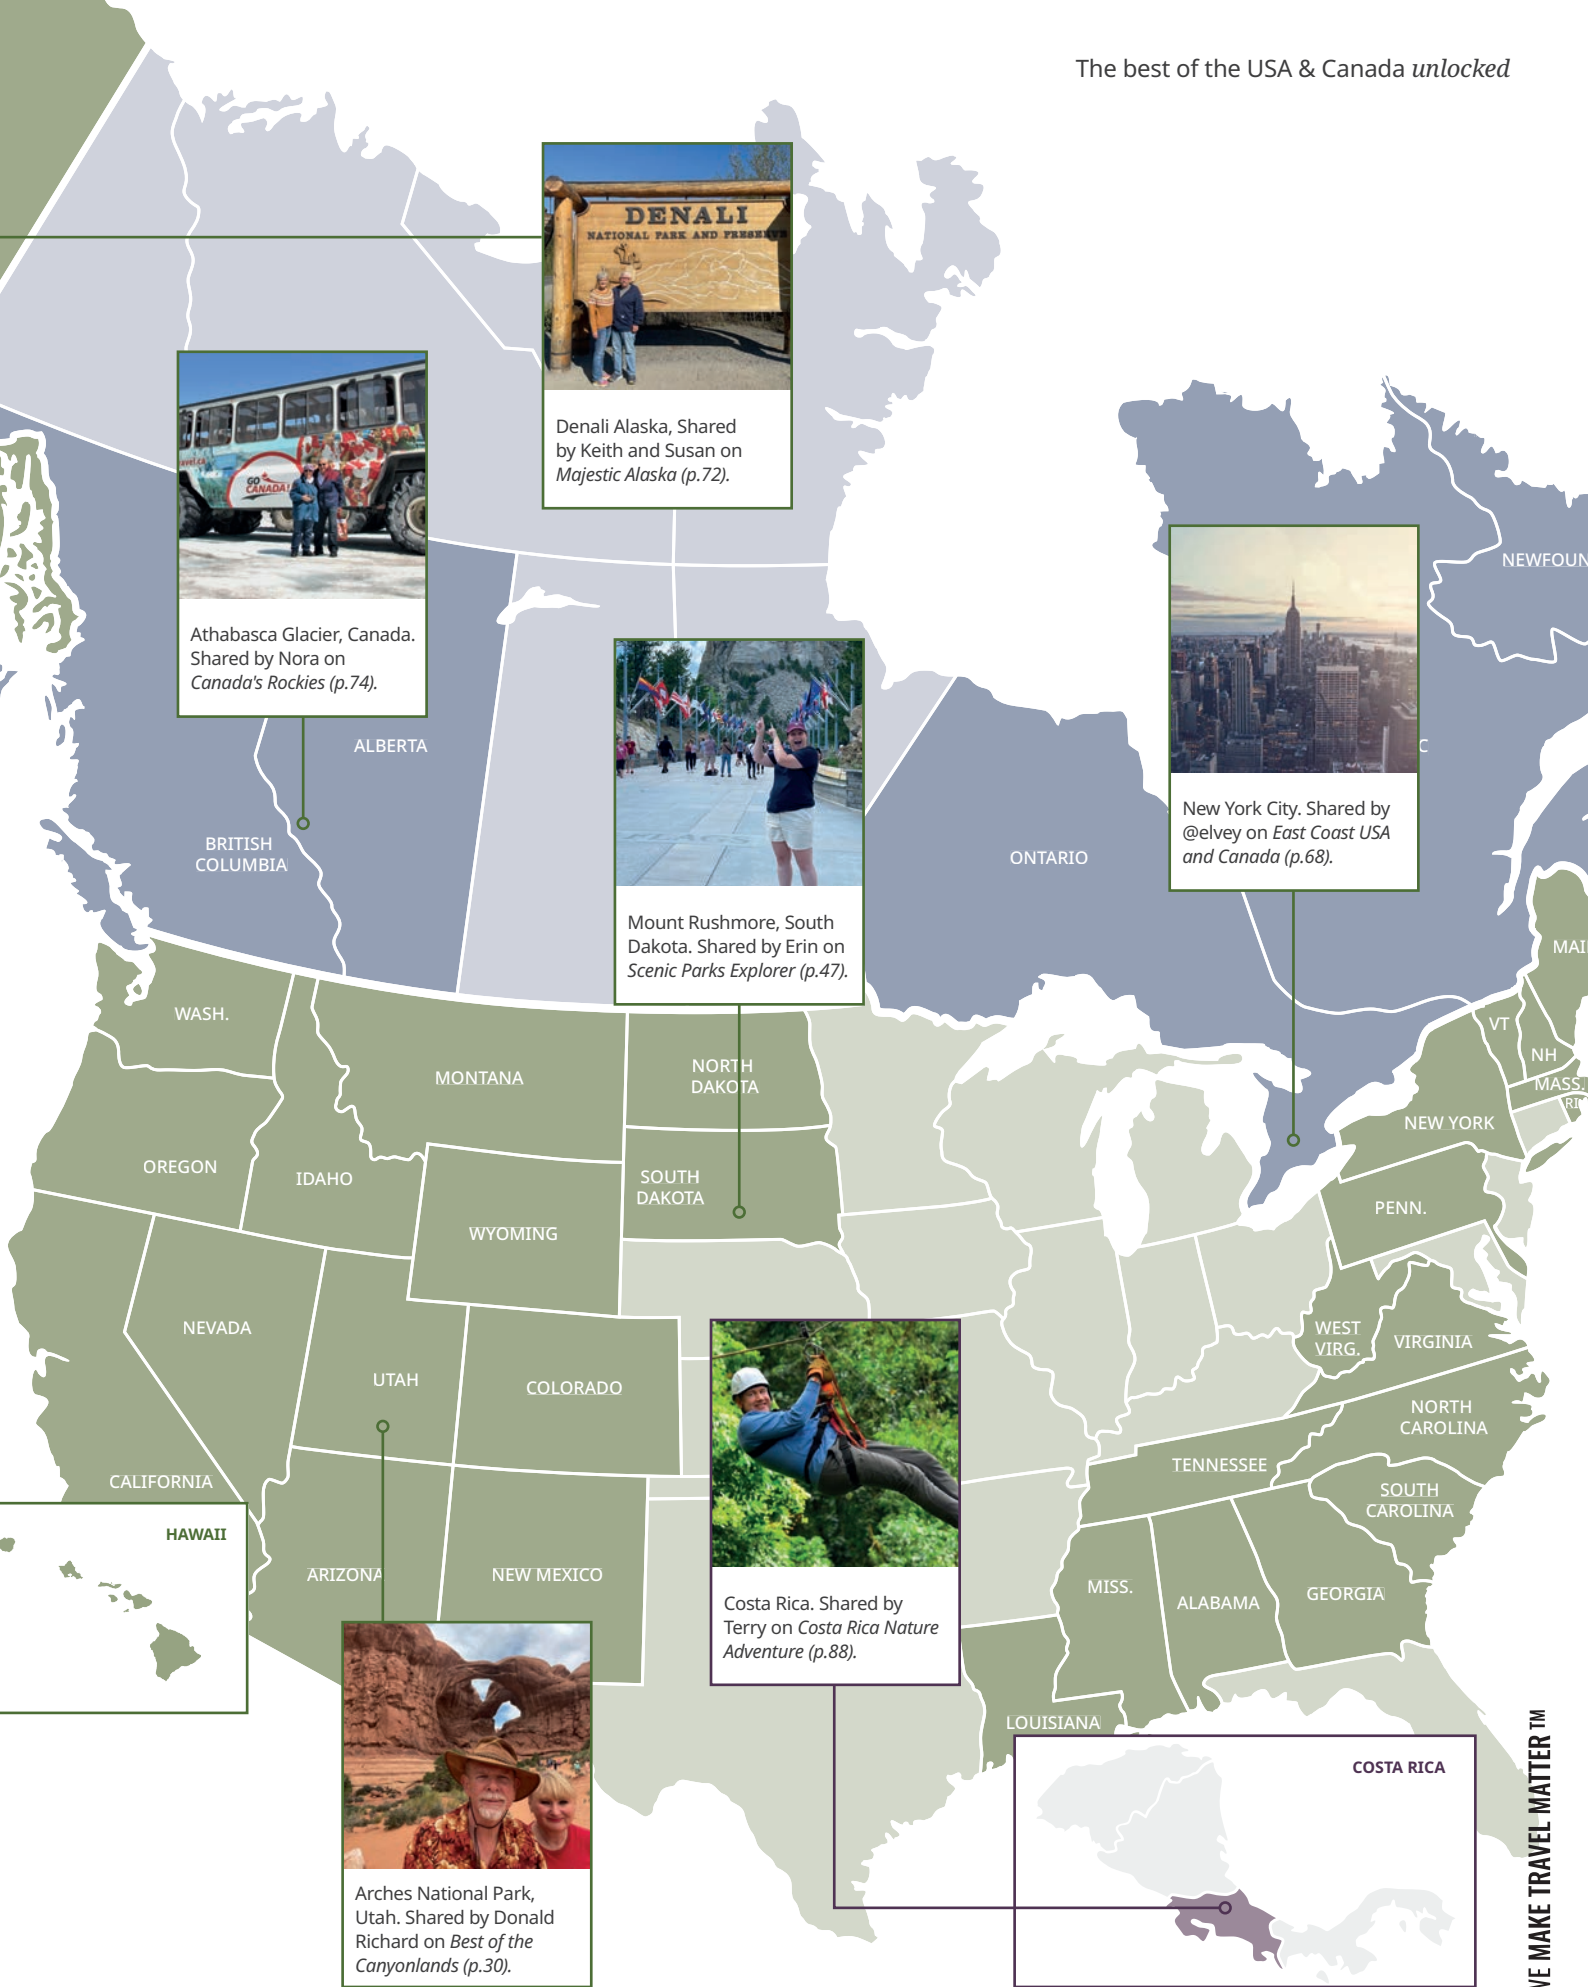 The best of the USA & Canada unlocked
DENALI
NATIONAL PARK AND PRESERVE
Denali Alaska, Shared
by Keith and Susan on
Majestic Alaska (p.72).
GO
CANADA!
Athabasca Glacier, Canada.
Shared by Nora on
Canada's Rockies (p.74).
NEWFOUN
New York City. Shared by
@elvey on East Coast USA
and Canada (p.68).
C
Mount Rushmore, South
Dakota. Shared by Erin on
Scenic Parks Explorer (p.47).
ALBERTA
BRITISH
COLUMBIA
ONTARIO
MAI
WASH.
MONTANA
NORTH
DAKOTA
VT
NH
MASS.
RI
NEW YORK
OREGON
IDAHO
SOUTH
DAKOTA
PENN.
WYOMING
NEVADA
UTAH
COLORADO
WEST
VIRG.
VIRGINIA
NORTH
CAROLINA
TENNESSEE
SOUTH
CAROLINA
CALIFORNIA
HAWAII
ARIZONA
NEW MEXICO
MISS.
ALABAMA
GEORGIA
Costa Rica. Shared by
Terry on Costa Rica Nature
Adventure (p.88).
LOUISIANA
COSTA RICA
Arches National Park,
Utah. Shared by Donald
Richard on Best of the
Canyonlands (p.30).
MAKE TRAVEL MATTER™